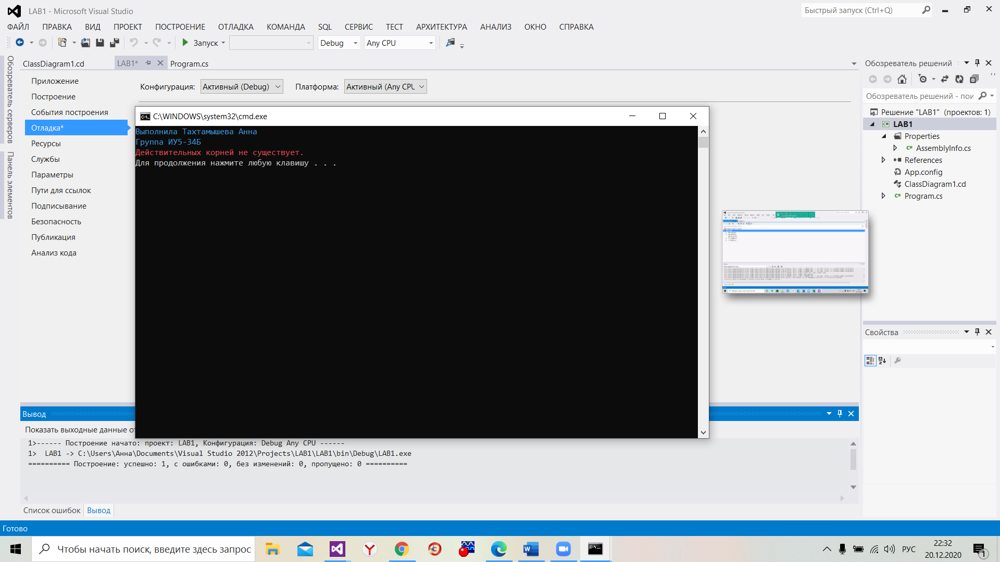 LAB1 - Microsoft Visual Studio
Быстрый запуск (Ctrl+Q)
ФАЙЛ ПРАВКА ВИД ПРОЕКТ ПОСТРОЕНИЕ ОТЛАДКА КОМАНДА SQL СЕРВИС ТЕСТ АРХИТЕКТУРА АНАЛИЗ ОКНО СПРАВКА
Запуск Debug Any CPU
Обозреватель серверов
Панель элементов
ClassDiagram1.cd LAB1* Program.cs
Приложение
Построение
События построения
Отладка*
Ресурсы
Службы
Параметры
Пути для ссылок
Подписывание
Безопасность
Публикация
Анализ кода
Конфигурация: Активный (Debug) Платформа: Активный (Any CPU
C:\WINDOWS\system32\cmd.exe
Выполнила Тахтамышева Анна
Группа ИУ5-34Б
Действительных корней не существует.
Для продолжения нажмите любую клавишу . . .
Обозреватель решений
Обозреватель решений - пои
Решение "LAB1" (проектов: 1)
LAB1
Properties
AssemblyInfo.cs
References
App.config
ClassDiagram1.cd
Program.cs
Свойства
Вывод
Показать выходные данные от
1>------ Построение начато: проект: LAB1, Конфигурация: Debug Any CPU ------
1>  LAB1 -> C:\Users\Анна\Documents\Visual Studio 2012\Projects\LAB1\LAB1\bin\Debug\LAB1.exe
========== Построение: успешно: 1, с ошибками: 0, без изменений: 0, пропущено: 0 ==========
Список ошибок Вывод
Готово
Чтобы начать поиск, введите здесь запрос
РУС
22:32
20.12.2020
1